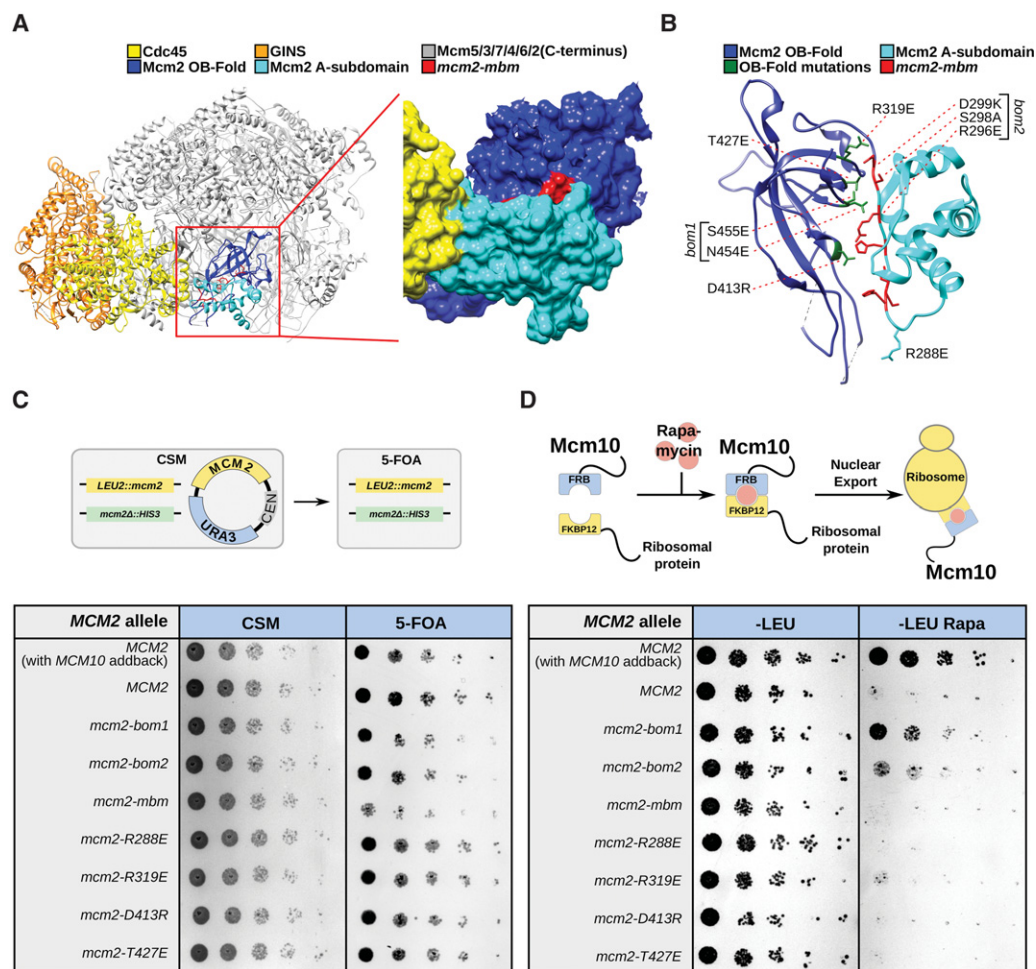 A
Cdc45
GINS
Mcm5/3/7/4/6/2(C-terminus)
Mcm2 OB-Fold
Mcm2 A-subdomain
mcm2-mbm
B
Mcm2 OB-Fold
Mcm2 A-subdomain
OB-Fold mutations
mcm2-mbm
R319E
D299K
S298A
R296E
bom2
T427E
bom1
S455E
N454E
D413R
R288E
C
CSM
5-FOA
LEU2::mcm2
mcm2Δ::HIS3
MCM2
CEN
URA3
LEU2::mcm2
mcm2Δ::HIS3
D
Mcm10
FRB
FKBP12
Ribosomal
protein
Rapa-
mycin
Mcm10
FRB
FKBP12
Ribosomal
protein
Nuclear
Export
Ribosome
Mcm10
MCM2 allele CSM 5-FOA
MCM2
(with MCM10 addback)
MCM2
mcm2-bom1
mcm2-bom2
mcm2-mbm
mcm2-R288E
mcm2-R319E
mcm2-D413R
mcm2-T427E
MCM2 allele -LEU -LEU Rapa
MCM2
(with MCM10 addback)
MCM2
mcm2-bom1
mcm2-bom2
mcm2-mbm
mcm2-R288E
mcm2-R319E
mcm2-D413R
mcm2-T427E